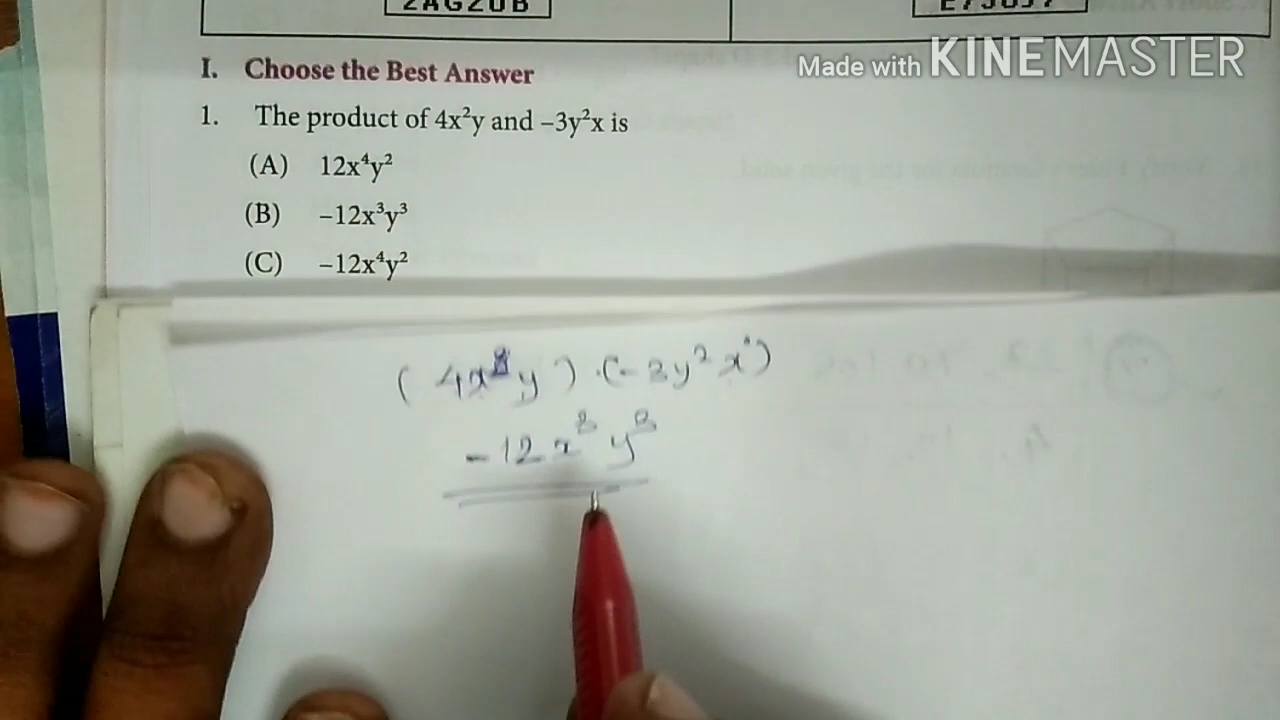 Made with KINEMASTER
I. Choose the Best Answer
1. The product of 4x²y and –3y²x is
(A) 12x⁴y²
(B) –12x³y³
(C) –12x⁴y²
(4x²y) · (-3y²x¹)
-12x³y³